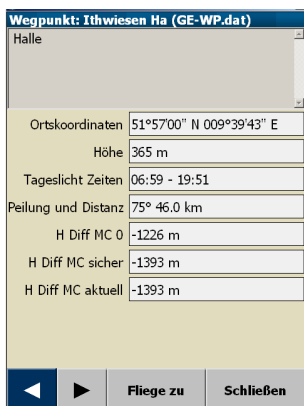 Wegpunkt: Ithwiesen Ha (GE-WP.dat)
Halle
Ortskoordinaten 51°57'00" N 009°39'43" E
Höhe 365 m
Tageslicht Zeiten 06:59 - 19:51
Peilung und Distanz 75° 46.0 km
H Diff MC 0 -1226 m
H Diff MC sicher -1393 m
H Diff MC aktuell -1393 m
Fliege zu Schließen